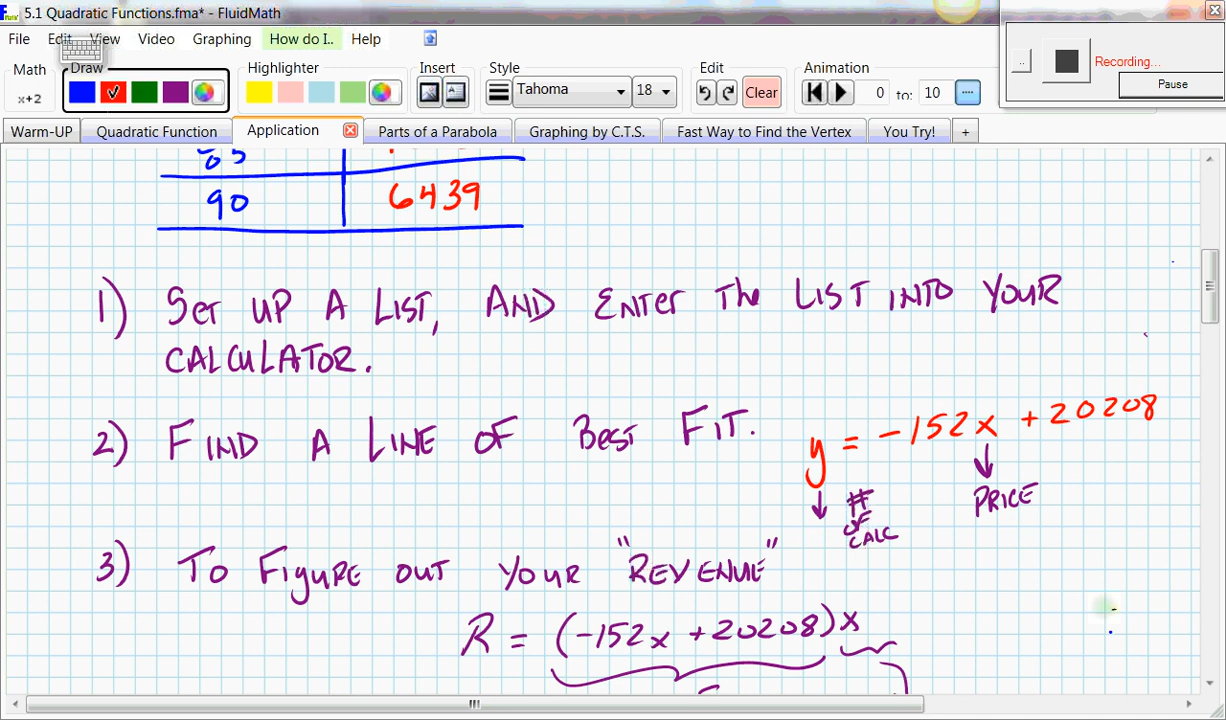 5.1 Quadratic Functions.fma* - FluidMath
File Edit View Video Graphing How do I.. Help
Recording...
Pause
Math
x+2
Draw
Highlighter
Insert
Style
Tahoma
18
Edit
Clear
Animation
0 to: 10
Warm-UP Quadratic Function Application Parts of a Parabola Graphing by C.T.S. Fast Way to Find the Vertex You Try! +
90 6439
1) SET UP A LIST, AND ENTER THE LIST INTO YOUR
CALCULATOR.
2) FIND A LINE OF BEST FIT. y = -152x + 20208
# OF CALC PRICE
3) TO FIGURE OUT YOUR "REVENUE"
R = (-152x + 20208)x